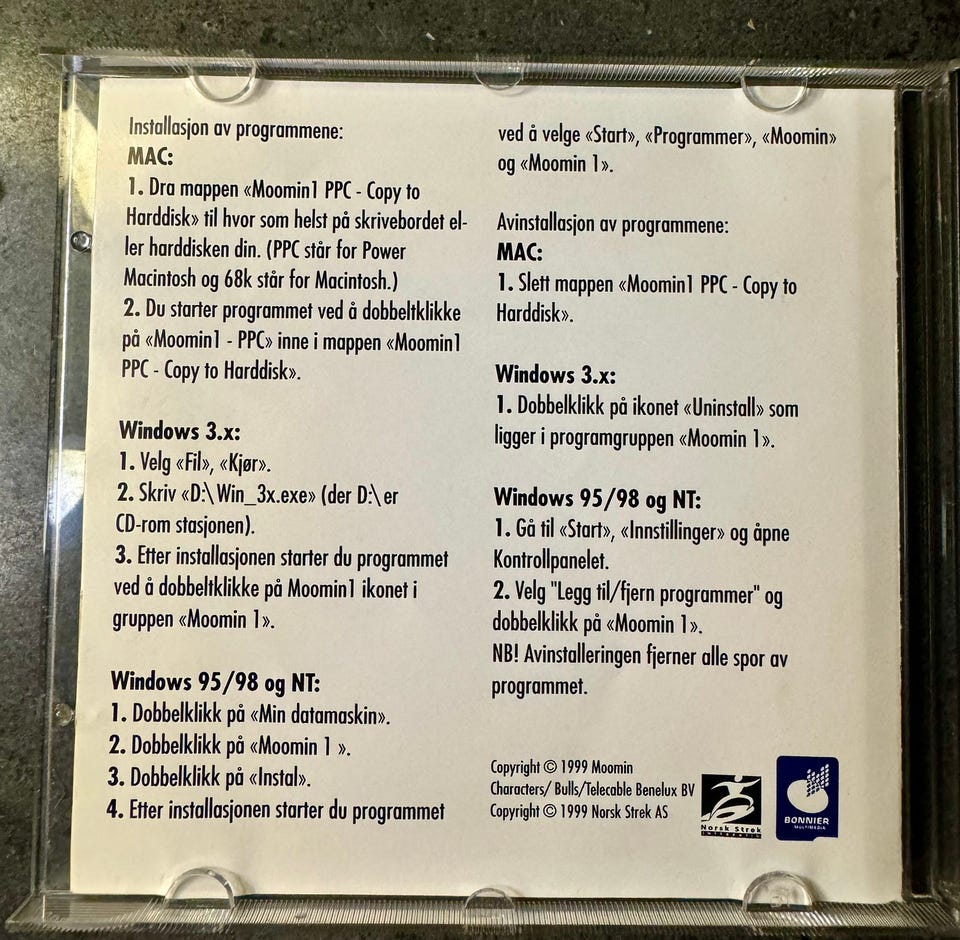 Installasjon av programmene:
MAC:
1. Dra mappen «Moomin1 PPC - Copy to
Harddisk» til hvor som helst på skrivebordet el-
ler harddisken din. (PPC står for Power
Macintosh og 68k står for Macintosh.)
2. Du starter programmet ved å dobbeltklikke
på «Moomin1 - PPC» inne i mappen «Moomin1
PPC - Copy to Harddisk».
Windows 3.x:
1. Velg «Fil», «Kjør».
2. Skriv «D:\Win_3x.exe» (der D:\ er
CD-rom stasjonen).
3. Etter installasjonen starter du programmet
ved å dobbeltklikke på Moomin1 ikonet i
gruppen «Moomin 1».
Windows 95/98 og NT:
1. Dobbelklikk på «Min datamaskin».
2. Dobbelklikk på «Moomin 1 ».
3. Dobbelklikk på «Instal».
4. Etter installasjonen starter du programmet
ved å velge «Start», «Programmer», «Moomin»
og «Moomin 1».
Avinstallasjon av programmene:
MAC:
1. Slett mappen «Moomin1 PPC - Copy to
Harddisk».
Windows 3.x:
1. Dobbelklikk på ikonet «Uninstall» som
ligger i programgruppen «Moomin 1».
Windows 95/98 og NT:
1. Gå til «Start», «Innstillinger» og åpne
Kontrollpanelet.
2. Velg "Legg til/fjern programmer" og
dobbelklikk på «Moomin 1».
NB! Avinstalleringen fjerner alle spor av
programmet.
Copyright © 1999 Moomin
Characters/ Bulls/Telecable Benelux BV
Copyright © 1999 Norsk Strek AS
Norsk Strek
INTERAKTIV
BONNIER
MULTIMEDIA